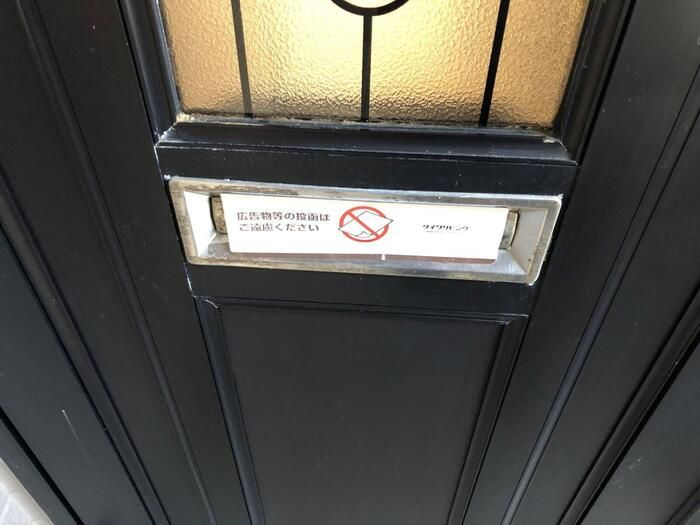 広告物等の投函は
ご遠慮ください
ダイワリビング